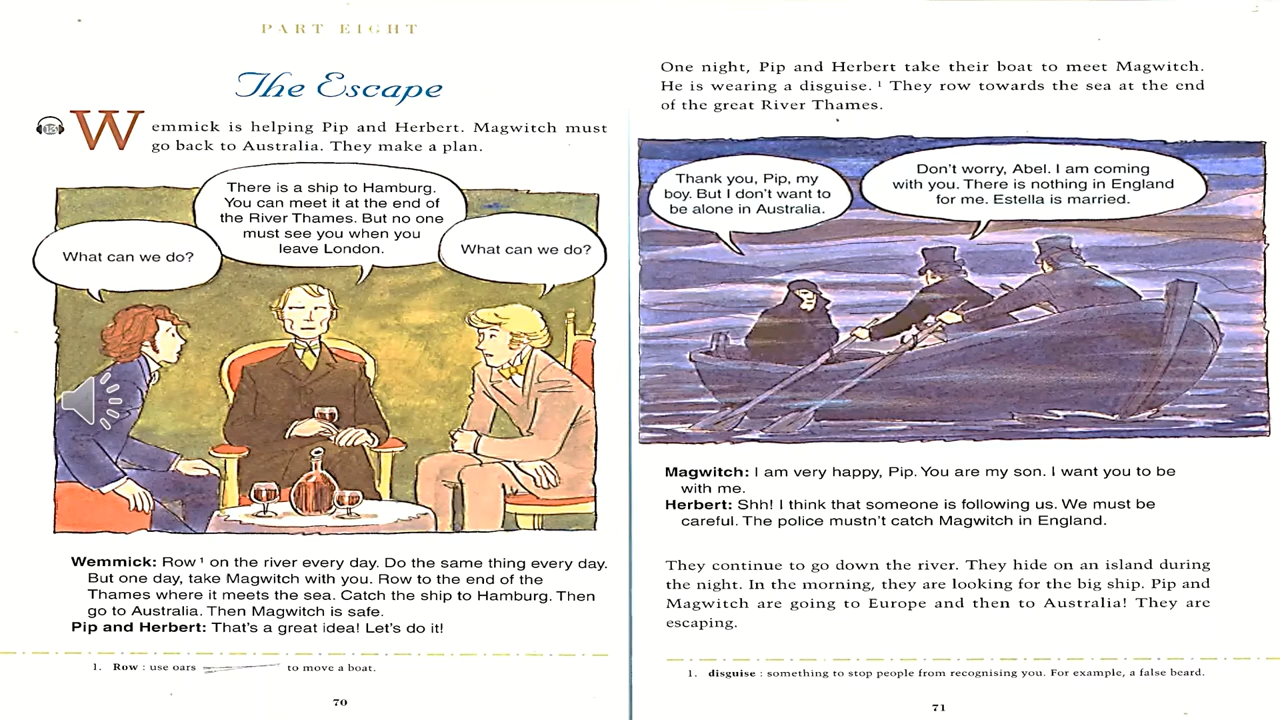 PART EIGHT
The Escape
13
Wemmick is helping Pip and Herbert. Magwitch must
go back to Australia. They make a plan.
What can we do?
There is a ship to Hamburg.
You can meet it at the end of
the River Thames. But no one
must see you when you
leave London.
What can we do?
Wemmick: Row 1 on the river every day. Do the same thing every day.
But one day, take Magwitch with you. Row to the end of the
Thames where it meets the sea. Catch the ship to Hamburg. Then
go to Australia. Then Magwitch is safe.
Pip and Herbert: That's a great idea! Let's do it!
1. Row : use oars to move a boat.
70
One night, Pip and Herbert take their boat to meet Magwitch.
He is wearing a disguise. 1 They row towards the sea at the end
of the great River Thames.
Thank you, Pip, my
boy. But I don't want to
be alone in Australia.
Don't worry, Abel. I am coming
with you. There is nothing in England
for me. Estella is married.
Magwitch: I am very happy, Pip. You are my son. I want you to be
with me.
Herbert: Shh! I think that someone is following us. We must be
careful. The police mustn't catch Magwitch in England.
They continue to go down the river. They hide on an island during
the night. In the morning, they are looking for the big ship. Pip and
Magwitch are going to Europe and then to Australia! They are
escaping.
1. disguise : something to stop people from recognising you. For example, a false beard.
71